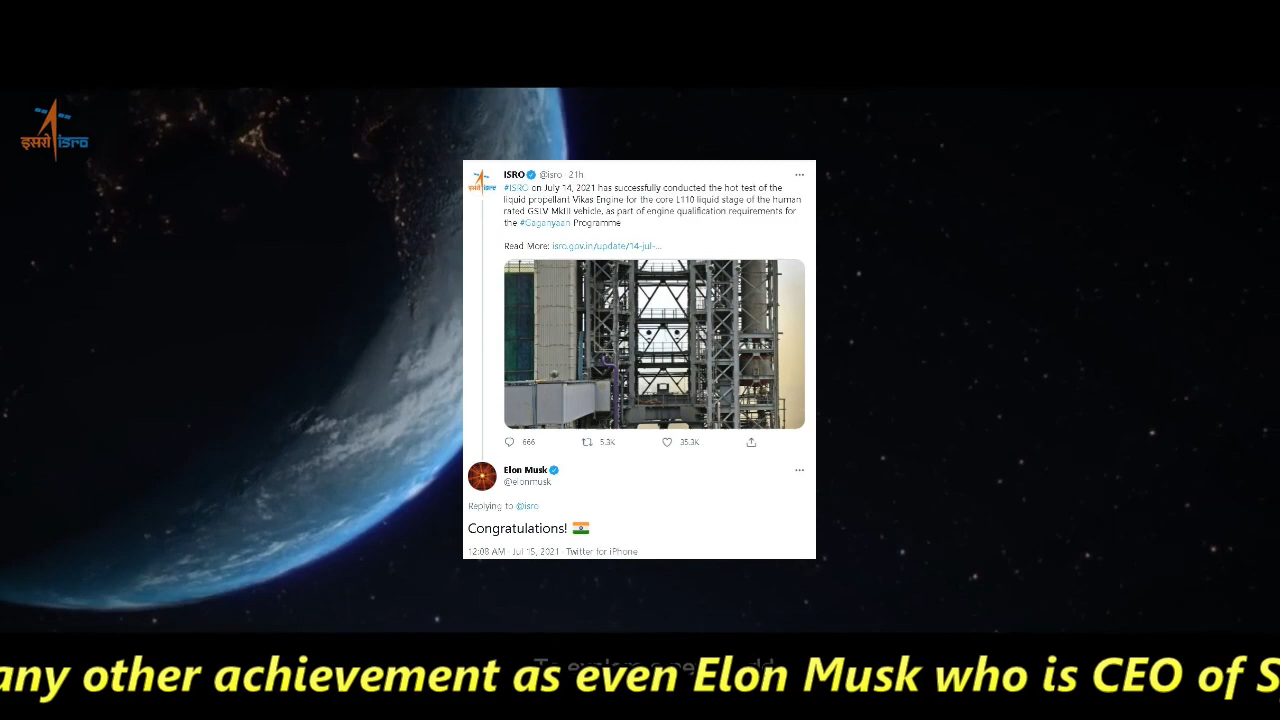 इसरो isro
ISRO @isro · 21h
#ISRO on July 14, 2021 has successfully conducted the hot test of the
liquid propellant Vikas Engine for the core L110 liquid stage of the human
rated GSLV MkIII vehicle, as part of engine qualification requirements for
the #Gaganyaan Programme
Read More: isro.gov.in/update/14-jul-...
666 5.3K 35.3K
Elon Musk
@elonmusk
Replying to @isro
Congratulations! 🇮🇳
12:08 AM · Jul 15, 2021 · Twitter for iPhone
any other achievement as even Elon Musk who is CEO of S